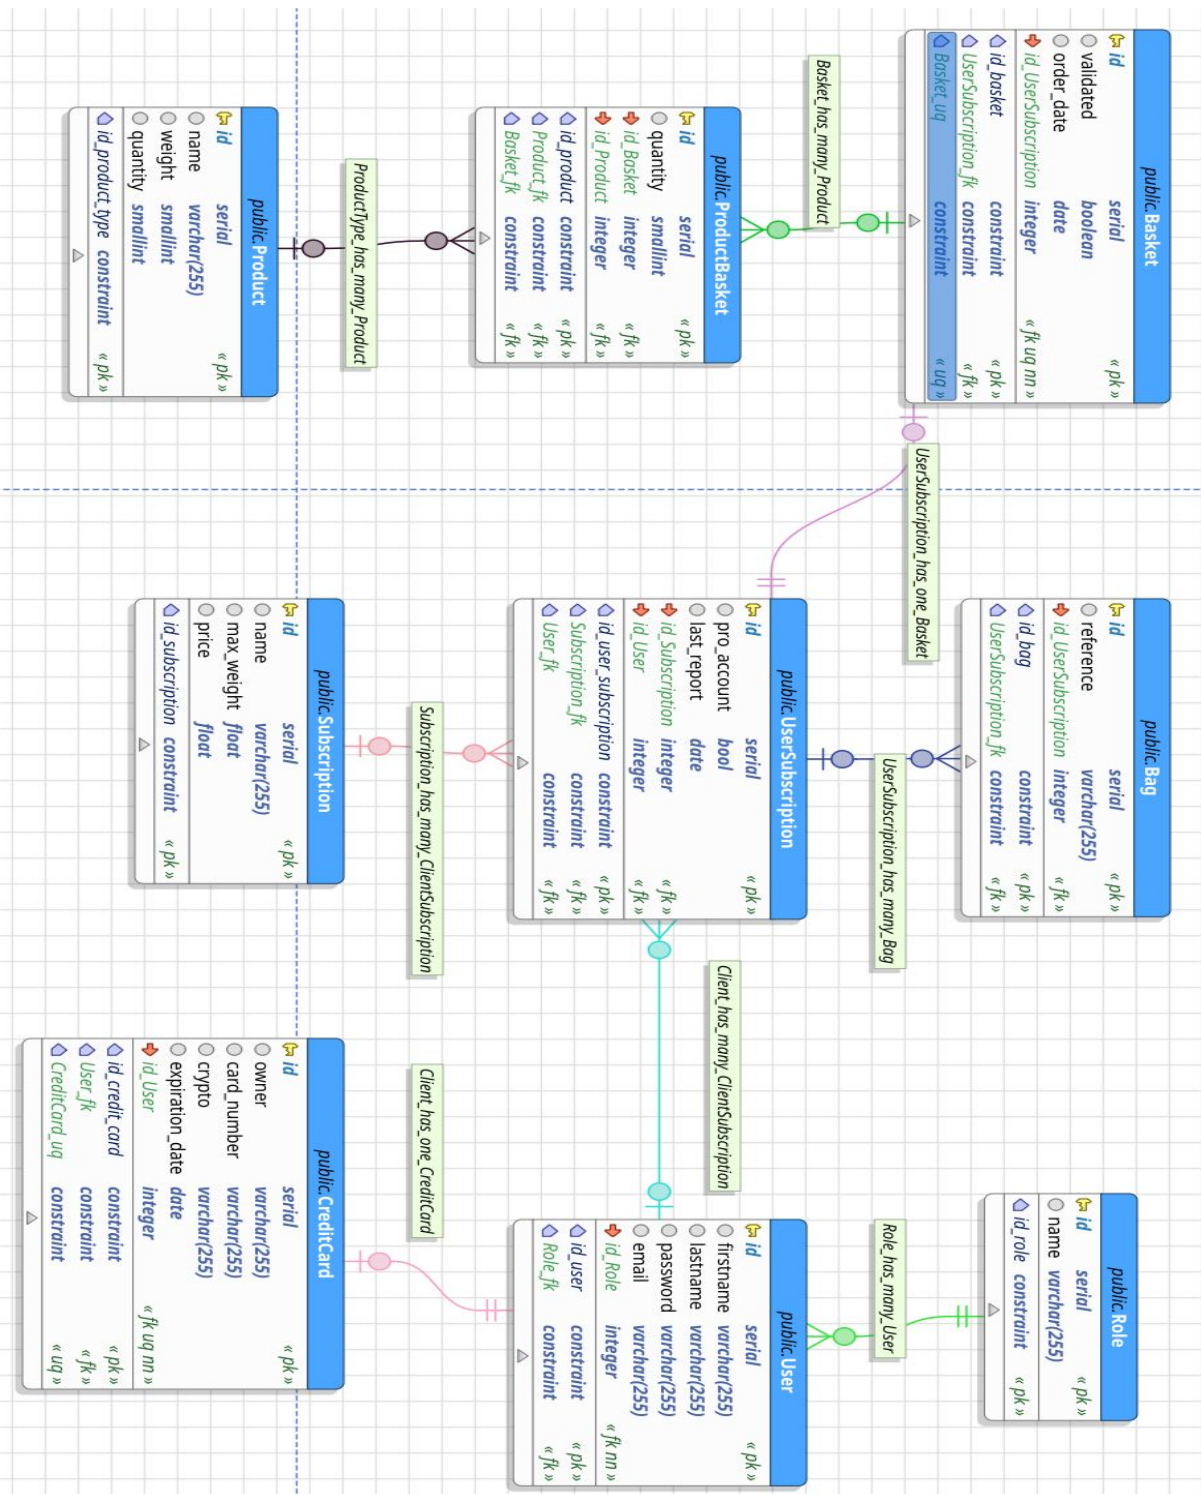 public.Basket
id serial « pk »
validated boolean
order_date date
id_UserSubscription integer « fk uq nn »
id_basket constraint « pk »
UserSubscription_fk constraint « fk »
Basket_uq constraint « uq »
public.Bag
id serial « pk »
reference varchar(255)
id_UserSubscription integer « fk »
id_bag constraint « pk »
UserSubscription_fk constraint « fk »
public.Role
id serial « pk »
name varchar(255)
id_role constraint « pk »
Basket_has_many_Product
UserSubscription_has_one_Basket
UserSubscription_has_many_Bag
Role_has_many_User
public.ProductBasket
id serial « pk »
quantity smallint
id_Basket integer « fk »
id_Product integer « fk »
id_product constraint « pk »
Product_fk constraint « fk »
Basket_fk constraint « fk »
public.UserSubscription
id serial « pk »
pro_account bool
last_report date
id_Subscription integer « fk »
id_User integer « fk »
id_user_subscription constraint « pk »
Subscription_fk constraint « fk »
User_fk constraint « fk »
Client_has_many_ClientSubscription
public.User
id serial « pk »
firstname varchar(255)
lastname varchar(255)
password varchar(255)
email varchar(255)
id_Role integer « fk nn »
id_user constraint « pk »
Role_fk constraint « fk »
ProductType_has_many_Product
Subscription_has_many_ClientSubscription
Client_has_one_CreditCard
public.Product
id serial « pk »
name varchar(255)
weight smallint
quantity smallint
id_product_type constraint « pk »
public.Subscription
id serial « pk »
name varchar(255)
max_weight float
price float
id_subscription constraint « pk »
public.CreditCard
id serial « pk »
owner varchar(255)
card_number varchar(255)
crypto varchar(255)
expiration_date date
id_User integer « fk uq nn »
id_credit_card constraint « pk »
User_fk constraint « fk »
CreditCard_uq constraint « uq »